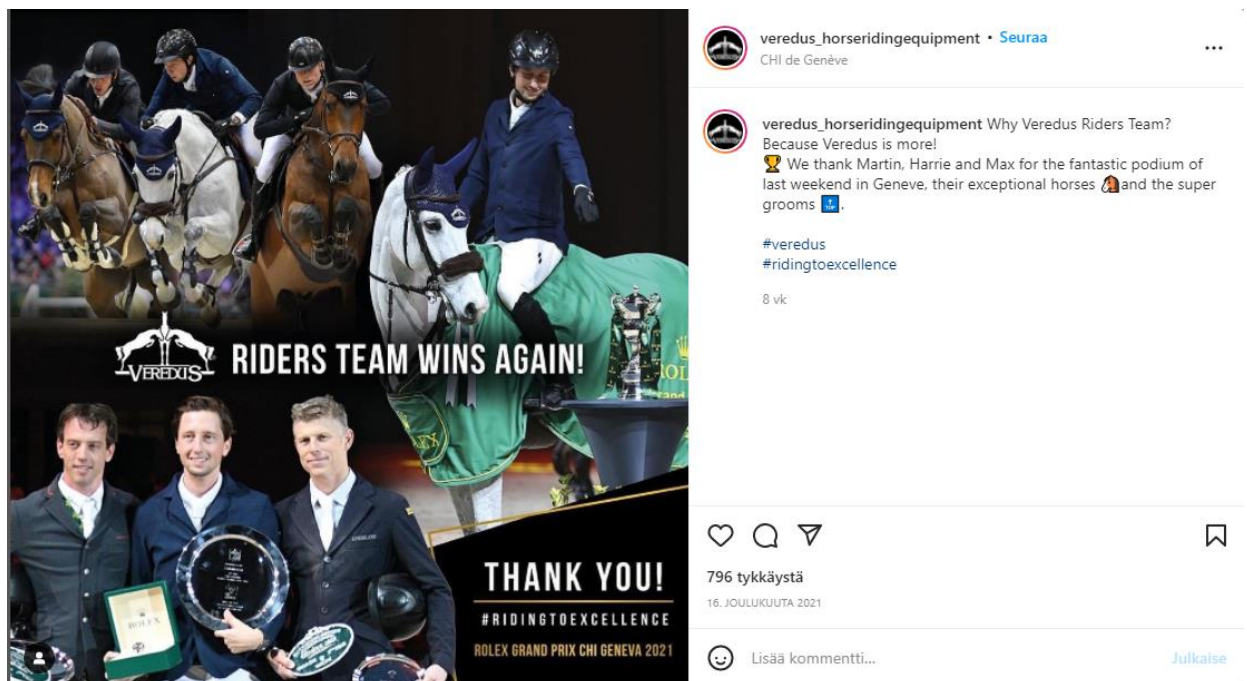 VEREDUS
RIDERS TEAM WINS AGAIN!
ROLEX
ROLEX
THANK YOU!
#RIDINGTOEXCELLENCE
ROLEX GRAND PRIX CHI GENEVA 2021
veredus_horseridingequipment • Seuraa
CHI de Genève
veredus_horseridingequipment Why Veredus Riders Team?
Because Veredus is more!
🏆 We thank Martin, Harrie and Max for the fantastic podium of
last weekend in Geneve, their exceptional horses 🐴and the super
grooms 🔝.
#veredus
#ridingtoexcellence
8 vk
796 tykkäystä
16. JOULUKUUTA 2021
Lisää kommentti...
Julkaise